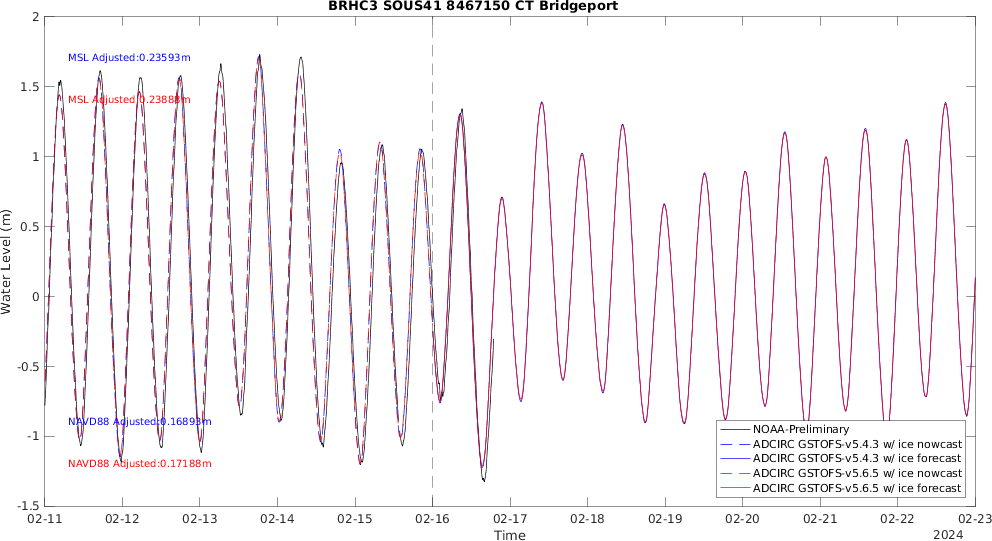 BRHC3 SOUS41 8467150 CT Bridgeport
2
1.5
1
0.5
0
-0.5
-1
-1.5
Water Level (m)
MSL Adjusted:0.23593m
MSL Adjusted:0.23888m
NAVD88 Adjusted:0.16893m
NAVD88 Adjusted:0.17188m
NOAA-Preliminary
ADCIRC GSTOFS-v5.4.3 w/ ice nowcast
ADCIRC GSTOFS-v5.4.3 w/ ice forecast
ADCIRC GSTOFS-v5.6.5 w/ ice nowcast
ADCIRC GSTOFS-v5.6.5 w/ ice forecast
02-11 02-12 02-13 02-14 02-15 02-16 02-17 02-18 02-19 02-20 02-21 02-22 02-23
Time
2024